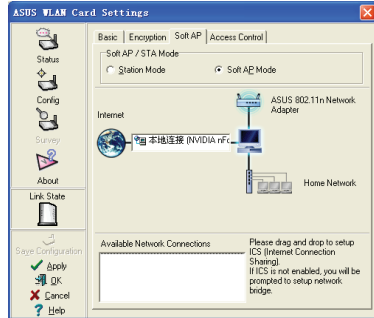 ASUS WLAN Card Settings
Status
Config
Survey
About
Link State
Save Configuration
Apply
OK
Cancel
Help
Basic
Encryption
Soft AP
Access Control
Soft AP / STA Mode
Station Mode
Soft AP Mode
Internet
本地连接 (NVIDIA nFc
ASUS 802.11n Network
Adapter
Home Network
Available Network Connections
Please drag and drop to setup
ICS (Internet Connection
Sharing).
If ICS is not enabled, you will be
prompted to setup network
bridge.